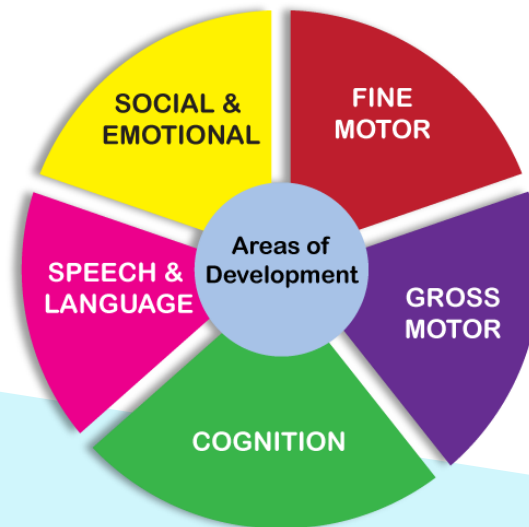 SOCIAL &
EMOTIONAL
FINE
MOTOR
Areas of
Development
SPEECH &
LANGUAGE
GROSS
MOTOR
COGNITION